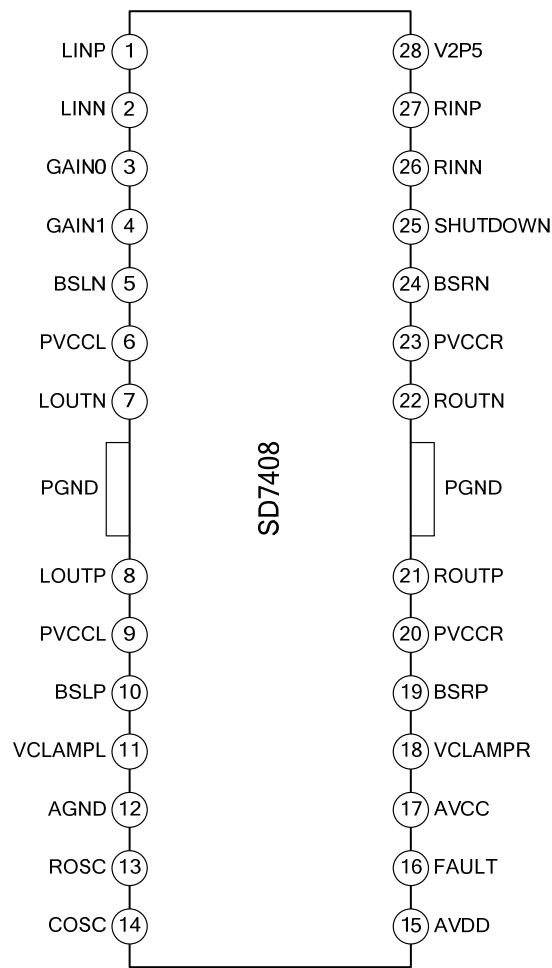 LINP 1 28 V2P5
LINN 2 27 RINP
GAIN0 3 26 RINN
GAIN1 4 25 SHUTDOWN
BSLN 5 24 BSRN
PVCCL 6 23 PVCCR
LOUTN 7 22 ROUTN
PGND SD7408 PGND
LOUTP 8 21 ROUTP
PVCCL 9 20 PVCCR
BSLP 10 19 BSRP
VCLAMPL 11 18 VCLAMPR
AGND 12 17 AVCC
ROSC 13 16 FAULT
COSC 14 15 AVDD